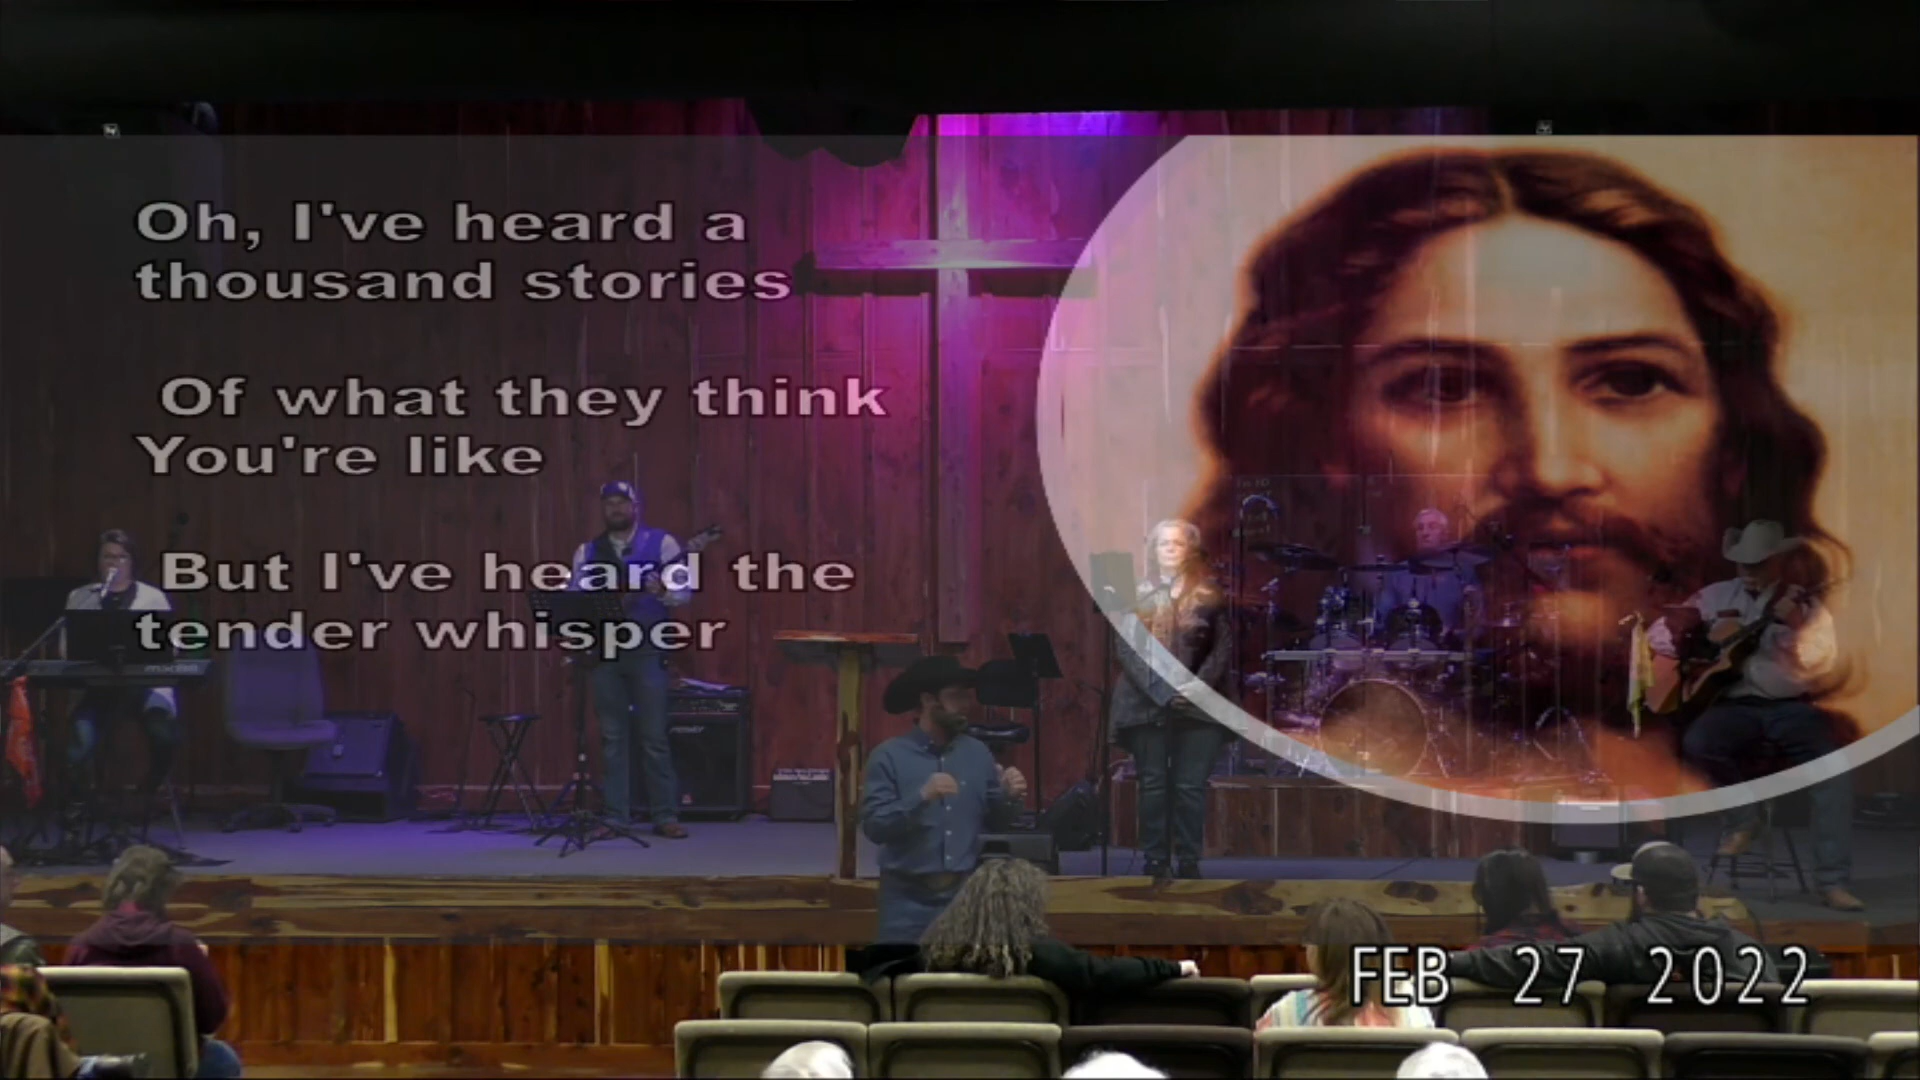 Oh, I've heard a
thousand stories
Of what they think
You're like
But I've heard the
tender whisper
FEB 27 2022